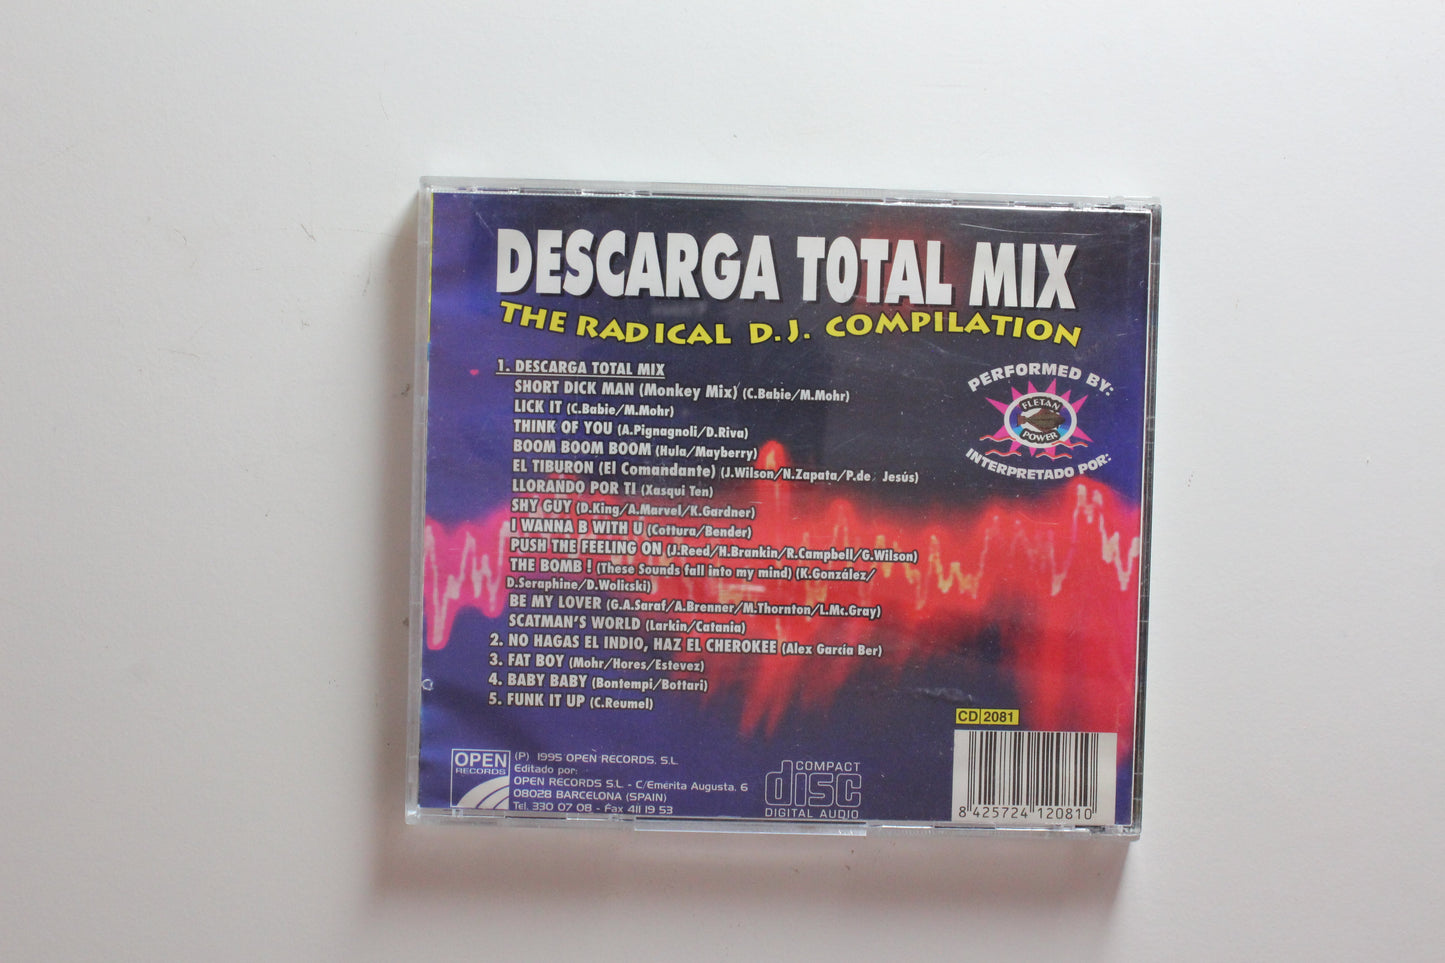 DESCARGA TOTAL MIX
THE RADICAL D.J. COMPILATION
1. DESCARGA TOTAL MIX
SHORT DICK MAN (Monkey Mix) (C.Babie/M.Mohr)
LICK IT (C.Babie/M.Mohr)
THINK OF YOU (A.Pignagnoli/D.Riva)
BOOM BOOM BOOM (Hula/Mayberry)
EL TIBURON (El Comandante) (J.Wilson/N.Zapata/P.de Jesús)
LLORANDO POR TI (Xasqui Ten)
SHY GUY (D.King/A.Marvel/K.Gardner)
I WANNA B WITH U (Cottura/Bender)
PUSH THE FEELING ON (J.Reed/H.Brankin/R.Campbell/G.Wilson)
THE BOMB! (These Sounds fall into my mind) (K.González/
D.Seraphine/D.Wolicski)
BE MY LOVER (G.A.Saraf/A.Brenner/M.Thornton/L.Mc.Gray)
SCATMAN'S WORLD (Larkin/Catania)
2. NO HAGAS EL INDIO, HAZ EL CHEROKEE (Alex García Ber)
3. FAT BOY (Mohr/Hores/Estevez)
4. BABY BABY (Bontempi/Bottari)
5. FUNK IT UP (C.Reumel)
PERFORMED BY:
FLETAN
POWER
INTERPRETADO POR:
CD 2081
OPEN
RECORDS
(P) 1995 OPEN RECORDS, S.L.
Editado por:
OPEN RECORDS S.L. - C/Emérita Augusta, 6
08028 BARCELONA (SPAIN)
Tel. 330 07 08 - Fax 411 19 53
COMPACT
disc
DIGITAL AUDIO
8 425724 120810